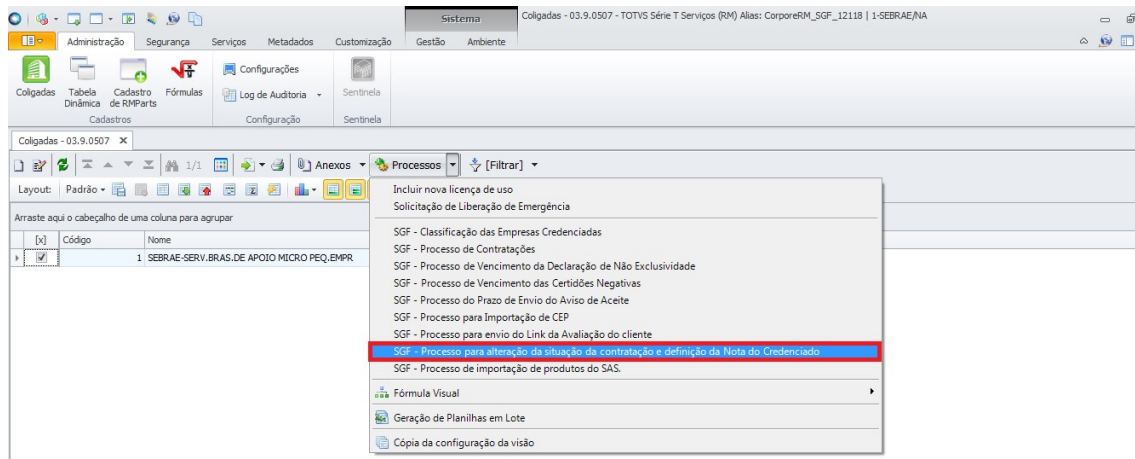 Sistema
Coligadas - 03.9.0507 - TOTVS Série T Serviços (RM) Alias: CorporeRM_SGF_12118 | 1-SEBRAE/NA
Administração Segurança Serviços Metadados Customização Gestão Ambiente
Coligadas
Tabela Dinâmica
Cadastro de RMParts
Fórmulas
Configurações
Log de Auditoria
Sentinela
Cadastros Configuração Sentinela
Coligadas - 03.9.0507 X
1/1 Anexos Processos [Filtrar]
Layout: Padrão
Arraste aqui o cabeçalho de uma coluna para agrupar
[x] Código Nome
1 SEBRAE-SERV.BRAS.DE APOIO MICRO PEQ.EMPR
Incluir nova licença de uso
Solicitação de Liberação de Emergência
SGF - Classificação das Empresas Credenciadas
SGF - Processo de Contratações
SGF - Processo de Vencimento da Declaração de Não Exclusividade
SGF - Processo de Vencimento das Certidões Negativas
SGF - Processo do Prazo de Envio do Aviso de Aceite
SGF - Processo para Importação de CEP
SGF - Processo para envio do Link da Avaliação do cliente
SGF - Processo para alteração da situação da contratação e definição da Nota do Credenciado
SGF - Processo de importação de produtos do SAS.
Fórmula Visual
Geração de Planilhas em Lote
Cópia da configuração da visão